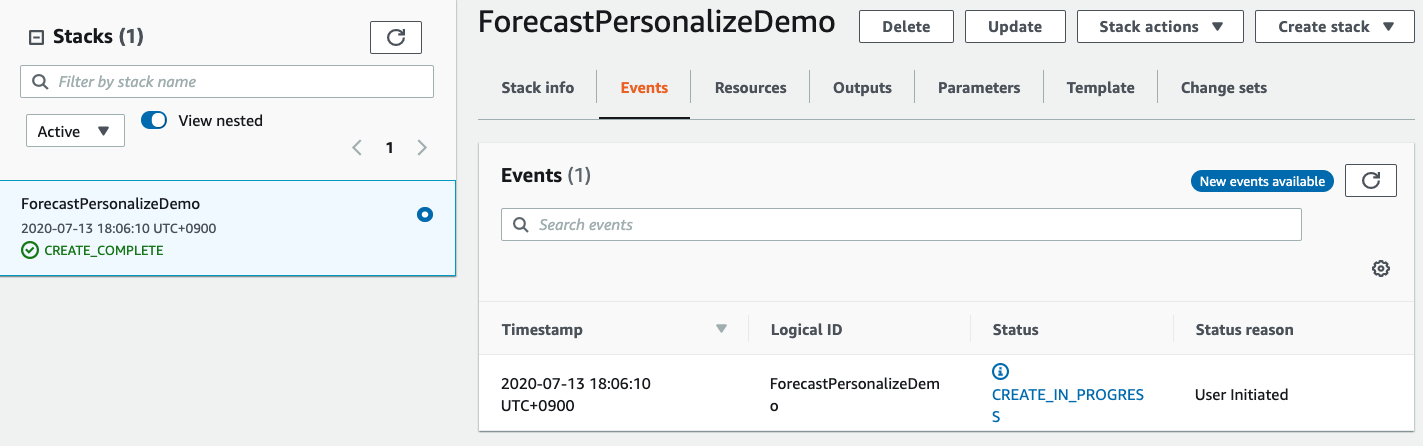 Stacks (1)
Filter by stack name
Active
View nested
1
ForecastPersonalizeDemo
2020-07-13 18:06:10 UTC+0900
CREATE_COMPLETE
ForecastPersonalizeDemo
Delete
Update
Stack actions
Create stack
Stack info
Events
Resources
Outputs
Parameters
Template
Change sets
Events (1)
New events available
Search events
Timestamp
Logical ID
Status
Status reason
2020-07-13 18:06:10
UTC+0900
ForecastPersonalizeDem
o
CREATE_IN_PROGRES
S
User Initiated